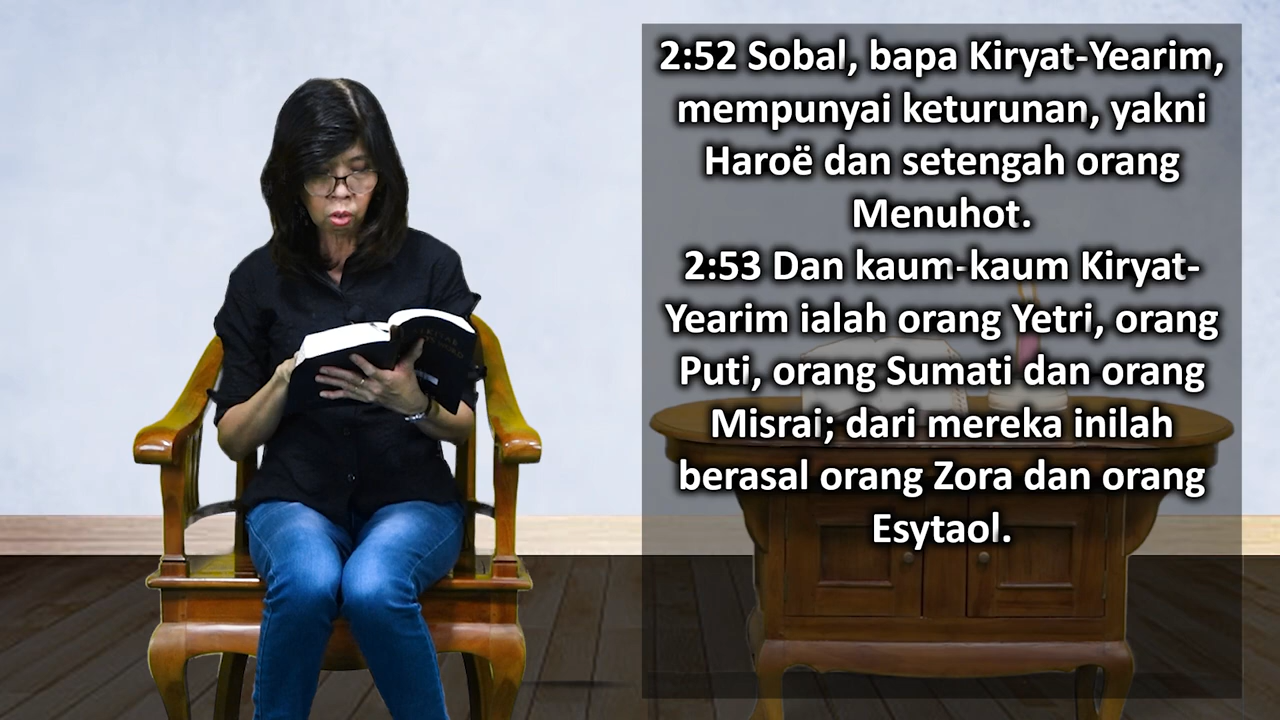 2:52 Sobal, bapa Kiryat-Yearim,
mempunyai keturunan, yakni
Haroë dan setengah orang
Menuhot.
2:53 Dan kaum-kaum Kiryat-
Yearim ialah orang Yetri, orang
Puti, orang Sumati dan orang
Misrai; dari mereka inilah
berasal orang Zora dan orang
Esytaol.